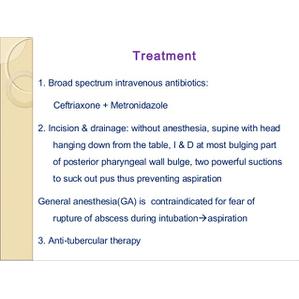 Treatment
1. Broad spectrum intravenous antibiotics:
Ceftriaxone + Metronidazole
2. Incision & drainage: without anesthesia, supine with head
hanging down from the table, I & D at most bulging part
of posterior pharyngeal wall bulge, two powerful suctions
to suck out pus thus preventing aspiration
General anesthesia(GA) is contraindicated for fear of
rupture of abscess during intubation→aspiration
3. Anti-tubercular therapy